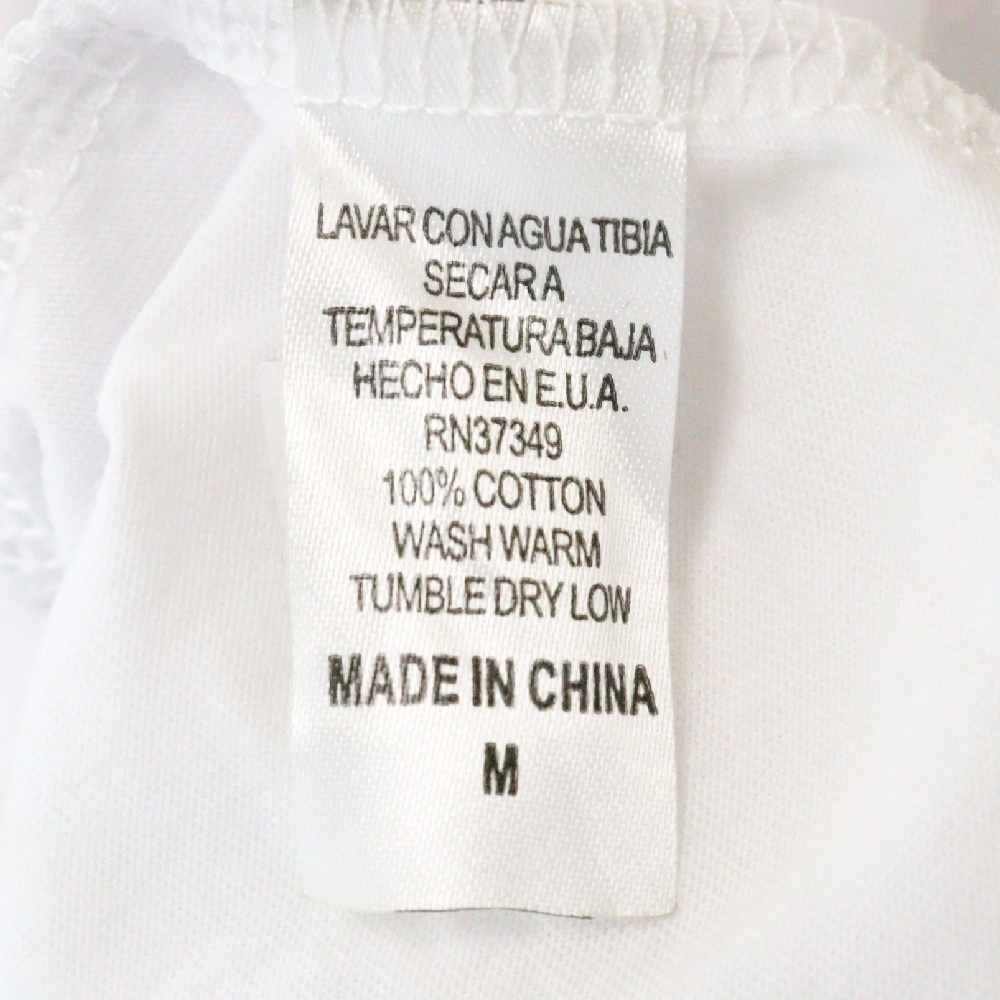 LAVAR CON AGUA TIBIA
SECAR A
TEMPERATURA BAJA
HECHO EN E.U.A.
RN37349
100% COTTON
WASH WARM
TUMBLE DRY LOW
MADE IN CHINA
M